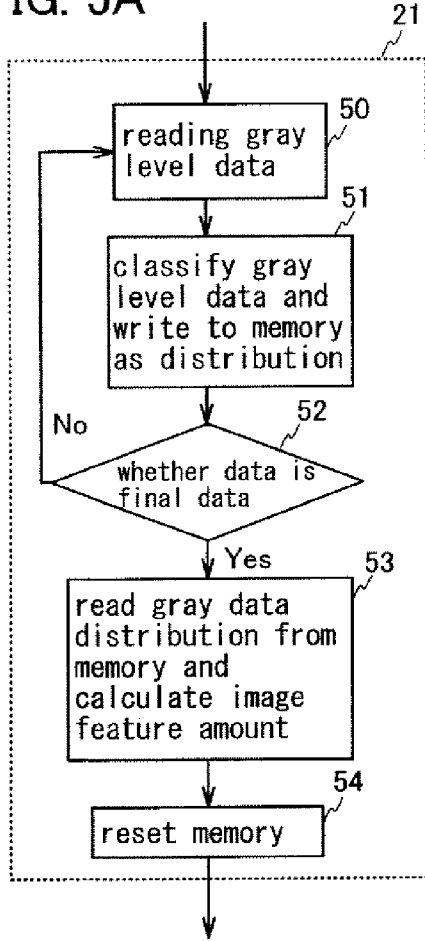 IG. 5A
21
50
reading gray
level data
51
classify gray
level data and
write to memory
as distribution
52
No
whether data is
final data
Yes
53
read gray data
distribution from
memory and
calculate image
feature amount
54
reset memory